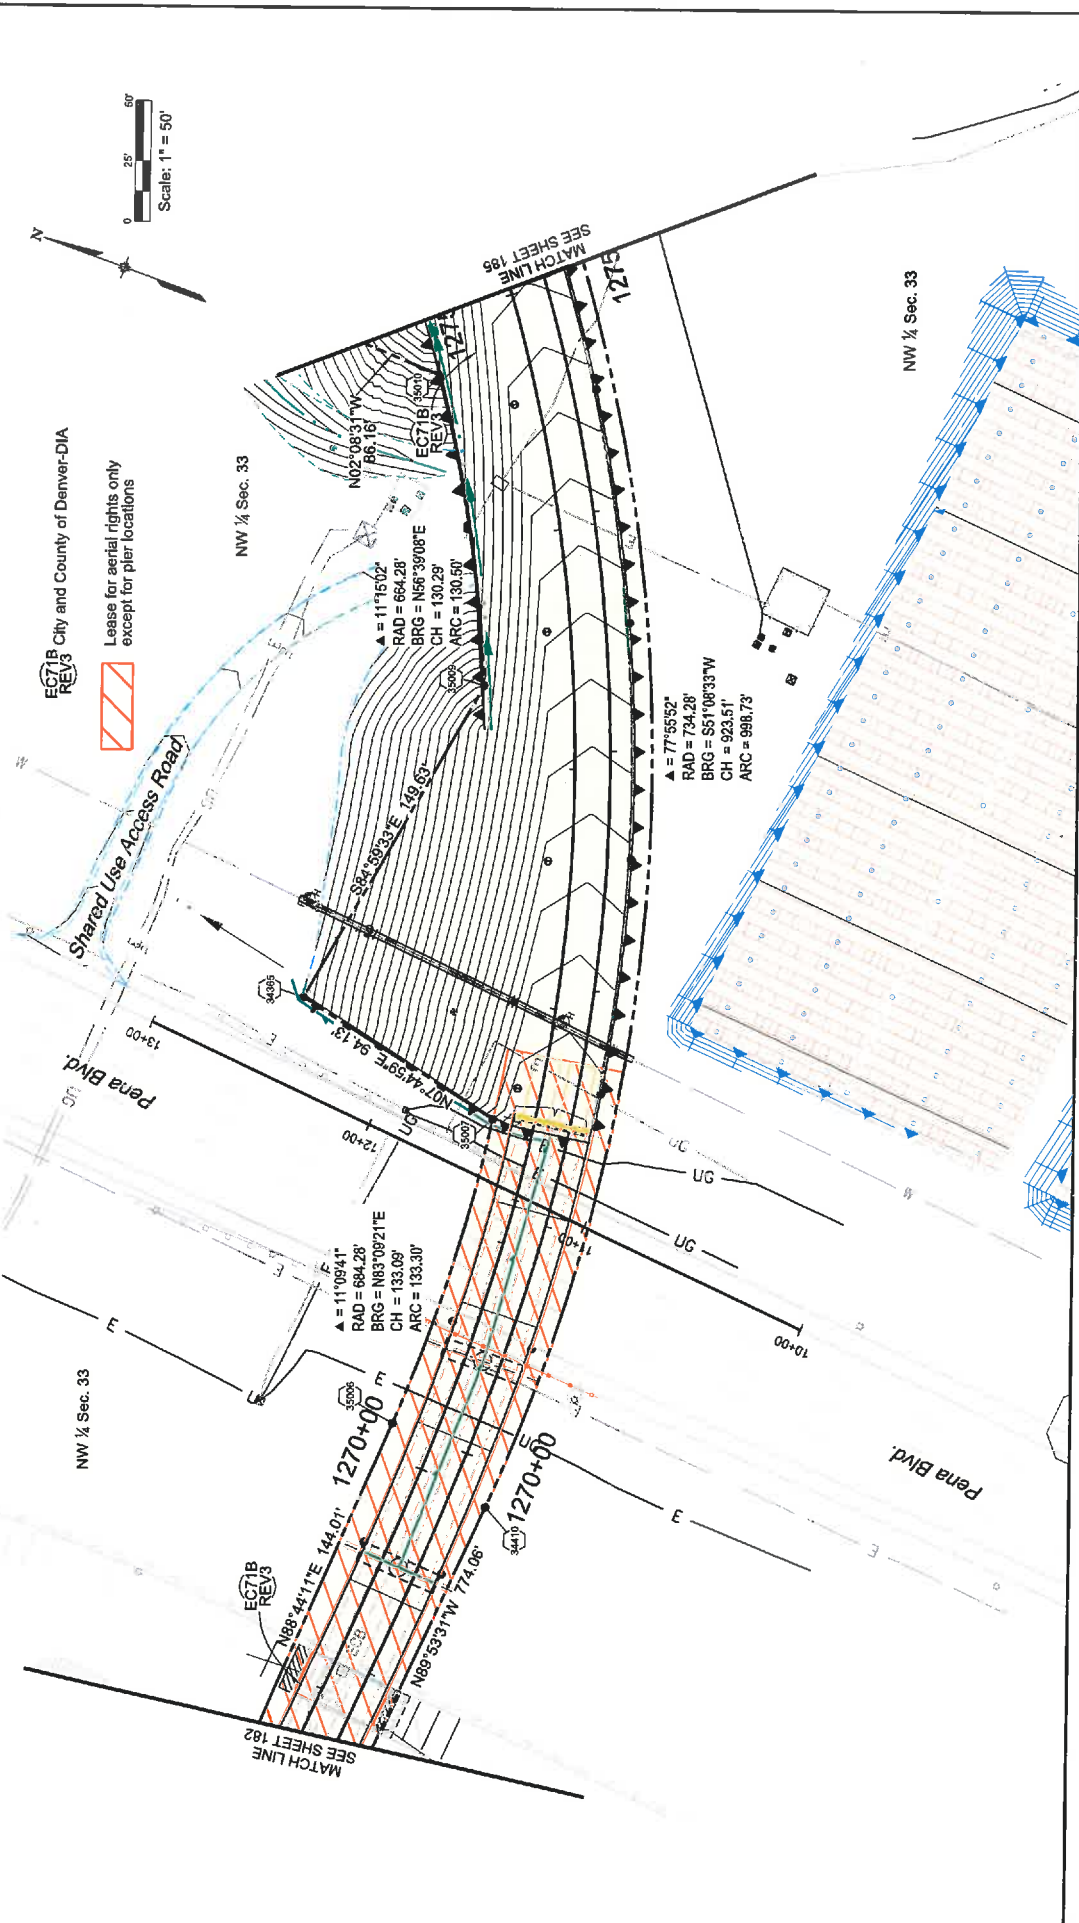 N
0
25'
50'
Scale: 1" = 50'
EC71B
REV3
City and County of Denver-DIA
Lease for aerial rights only
except for pier locations
NW ¼ Sec. 33
NW ¼ Sec. 33
NW ¼ Sec. 33
MATCH LINE
SEE SHEET 185
1275
127
N02°08'31"W
86.16'
EC71B
REV3
35010
▲ = 11°15'02"
RAD = 664.28'
BRG = N56°39'08"E
CH = 130.29'
ARC = 130.50'
35009
S84°59'33"E 149.63'
▲ = 77°55'52"
RAD = 734.28'
BRG = S51°08'33"W
CH = 923.51'
ARC = 998.73'
Shared Use Access Road
W
34365
N07°44'59"E 94.13'
35007
Pena Blvd.
13+00
12+00
11+00
10+00
UG
UG
UG
UG
UG
E
E
E
E
E
W
▲ = 11°09'41"
RAD = 684.28'
BRG = N83°09'21"E
CH = 133.09'
ARC = 133.30'
35006
1270+00
1270+00
34410
Pena Blvd.
N88°44'11"E 144.01'
N89°53'31"W 774.06'
EC71B
REV3
MATCH LINE
SEE SHEET 182